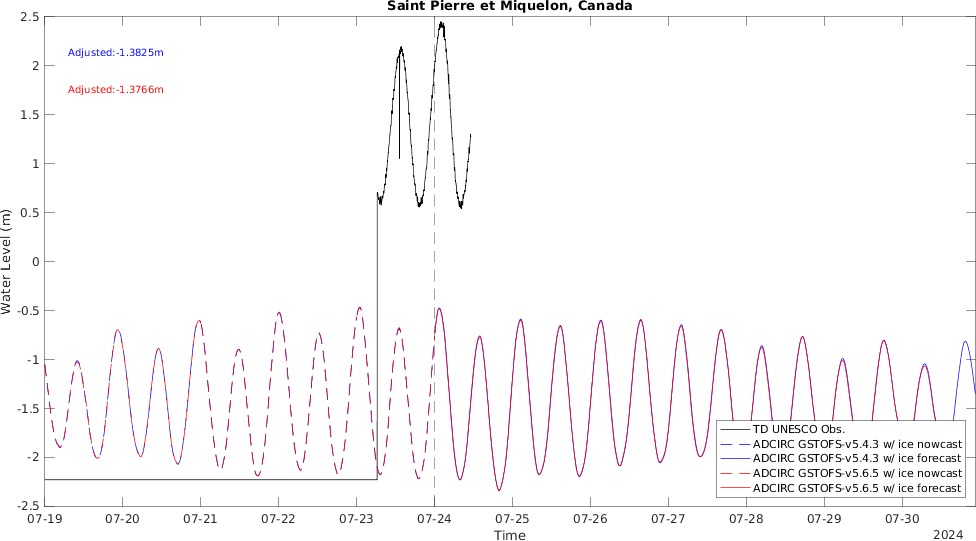 Saint Pierre et Miquelon, Canada
Adjusted:-1.3825m
Adjusted:-1.3766m
Water Level (m)
2.5
2
1.5
1
0.5
0
-0.5
-1
-1.5
-2
-2.5
TD UNESCO Obs.
ADCIRC GSTOFS-v5.4.3 w/ ice nowcast
ADCIRC GSTOFS-v5.4.3 w/ ice forecast
ADCIRC GSTOFS-v5.6.5 w/ ice nowcast
ADCIRC GSTOFS-v5.6.5 w/ ice forecast
07-19 07-20 07-21 07-22 07-23 07-24 07-25 07-26 07-27 07-28 07-29 07-30
Time
2024